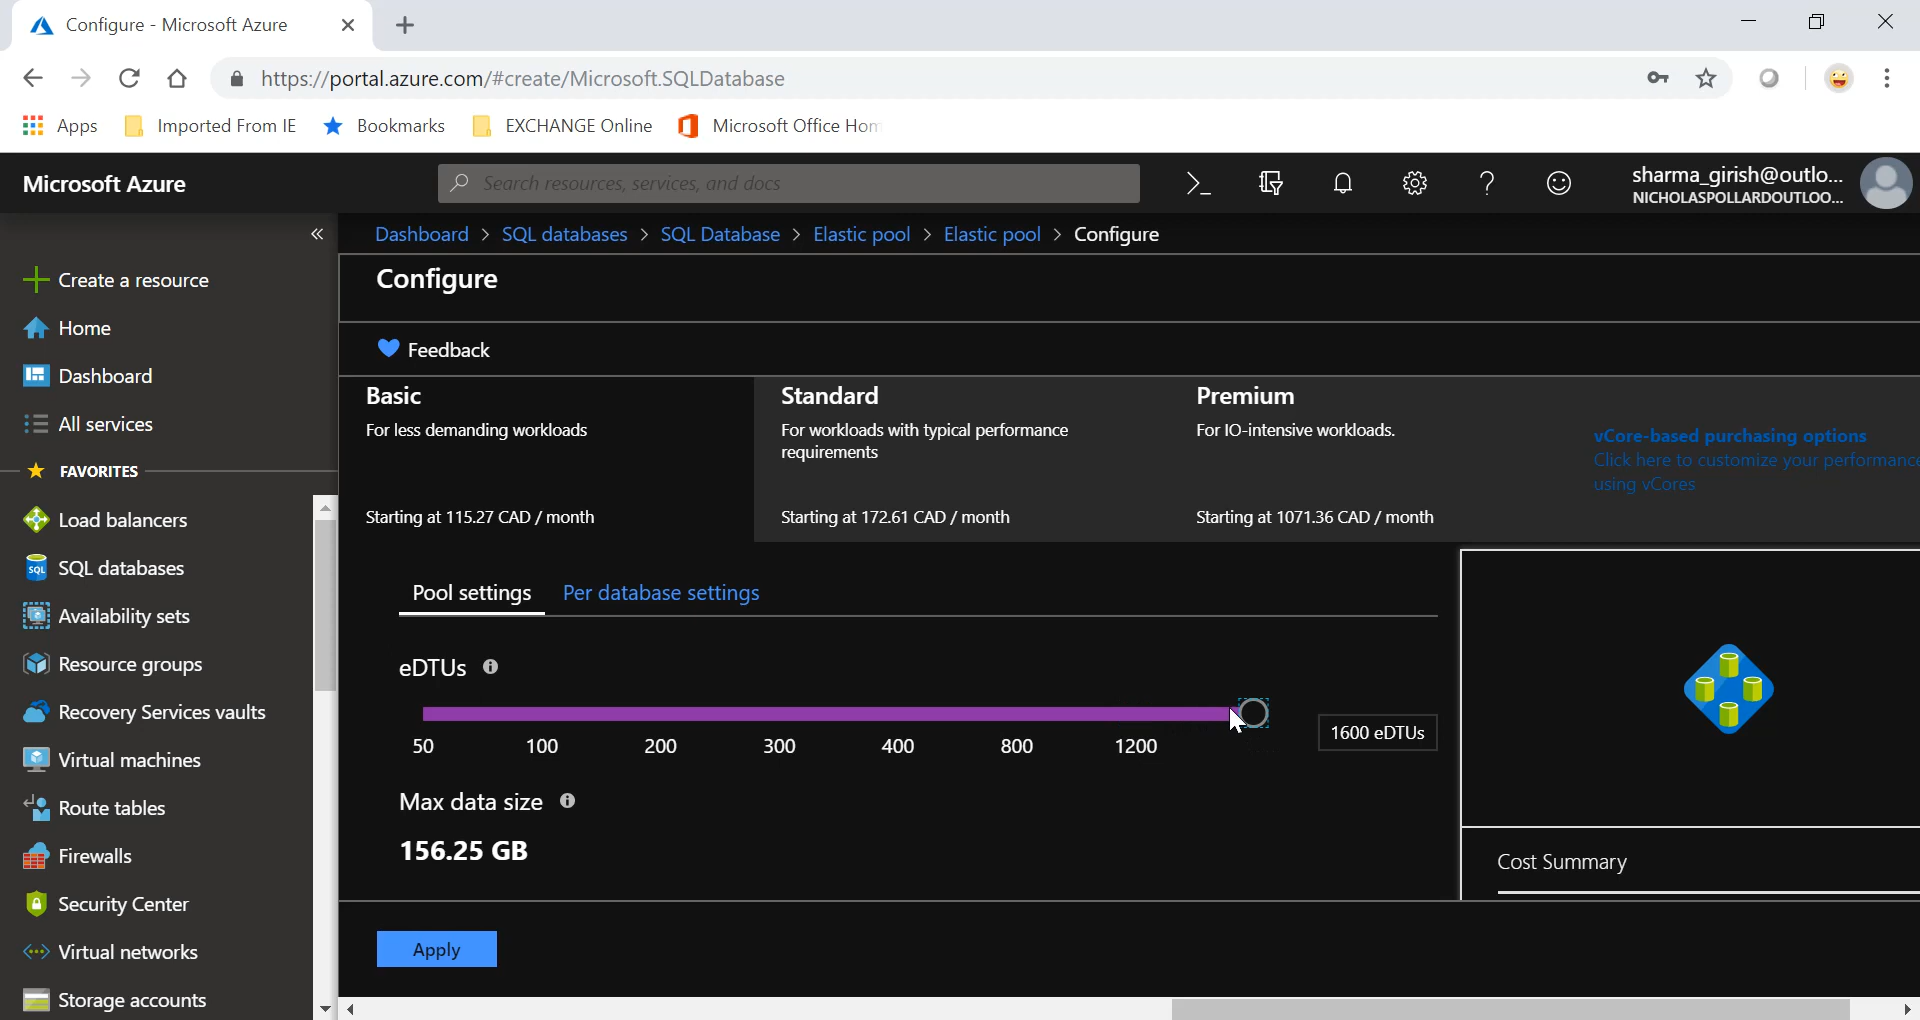 Configure - Microsoft Azure
https://portal.azure.com/#create/Microsoft.SQLDatabase
Apps
Imported From IE
Bookmarks
EXCHANGE Online
Microsoft Office Hom
Microsoft Azure
Search resources, services, and docs
sharma_girish@outlo...
NICHOLASPOLLARDOUTLOO...
Dashboard > SQL databases > SQL Database > Elastic pool > Elastic pool > Configure
Create a resource
Home
Dashboard
All services
FAVORITES
Load balancers
SQL databases
Availability sets
Resource groups
Recovery Services vaults
Virtual machines
Route tables
Firewalls
Security Center
Virtual networks
Storage accounts
Configure
Feedback
Basic
For less demanding workloads
Starting at 115.27 CAD / month
Standard
For workloads with typical performance
requirements
Starting at 172.61 CAD / month
Premium
For IO-intensive workloads.
Starting at 1071.36 CAD / month
vCore-based purchasing options
Click here to customize your performance
using vCores
Pool settings
Per database settings
eDTUs
50 100 200 300 400 800 1200
1600 eDTUs
Max data size
156.25 GB
Cost Summary
Apply